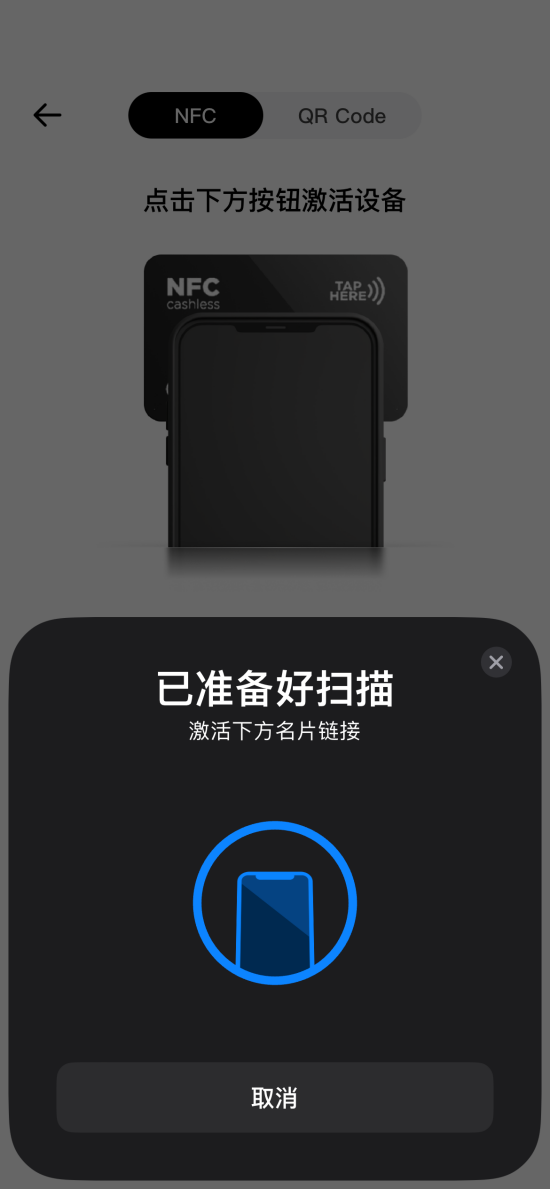 NFC
QR Code
点击下方按钮激活设备
NFC
cashless
TAP
HERE
已准备好扫描
激活下方名片链接
取消